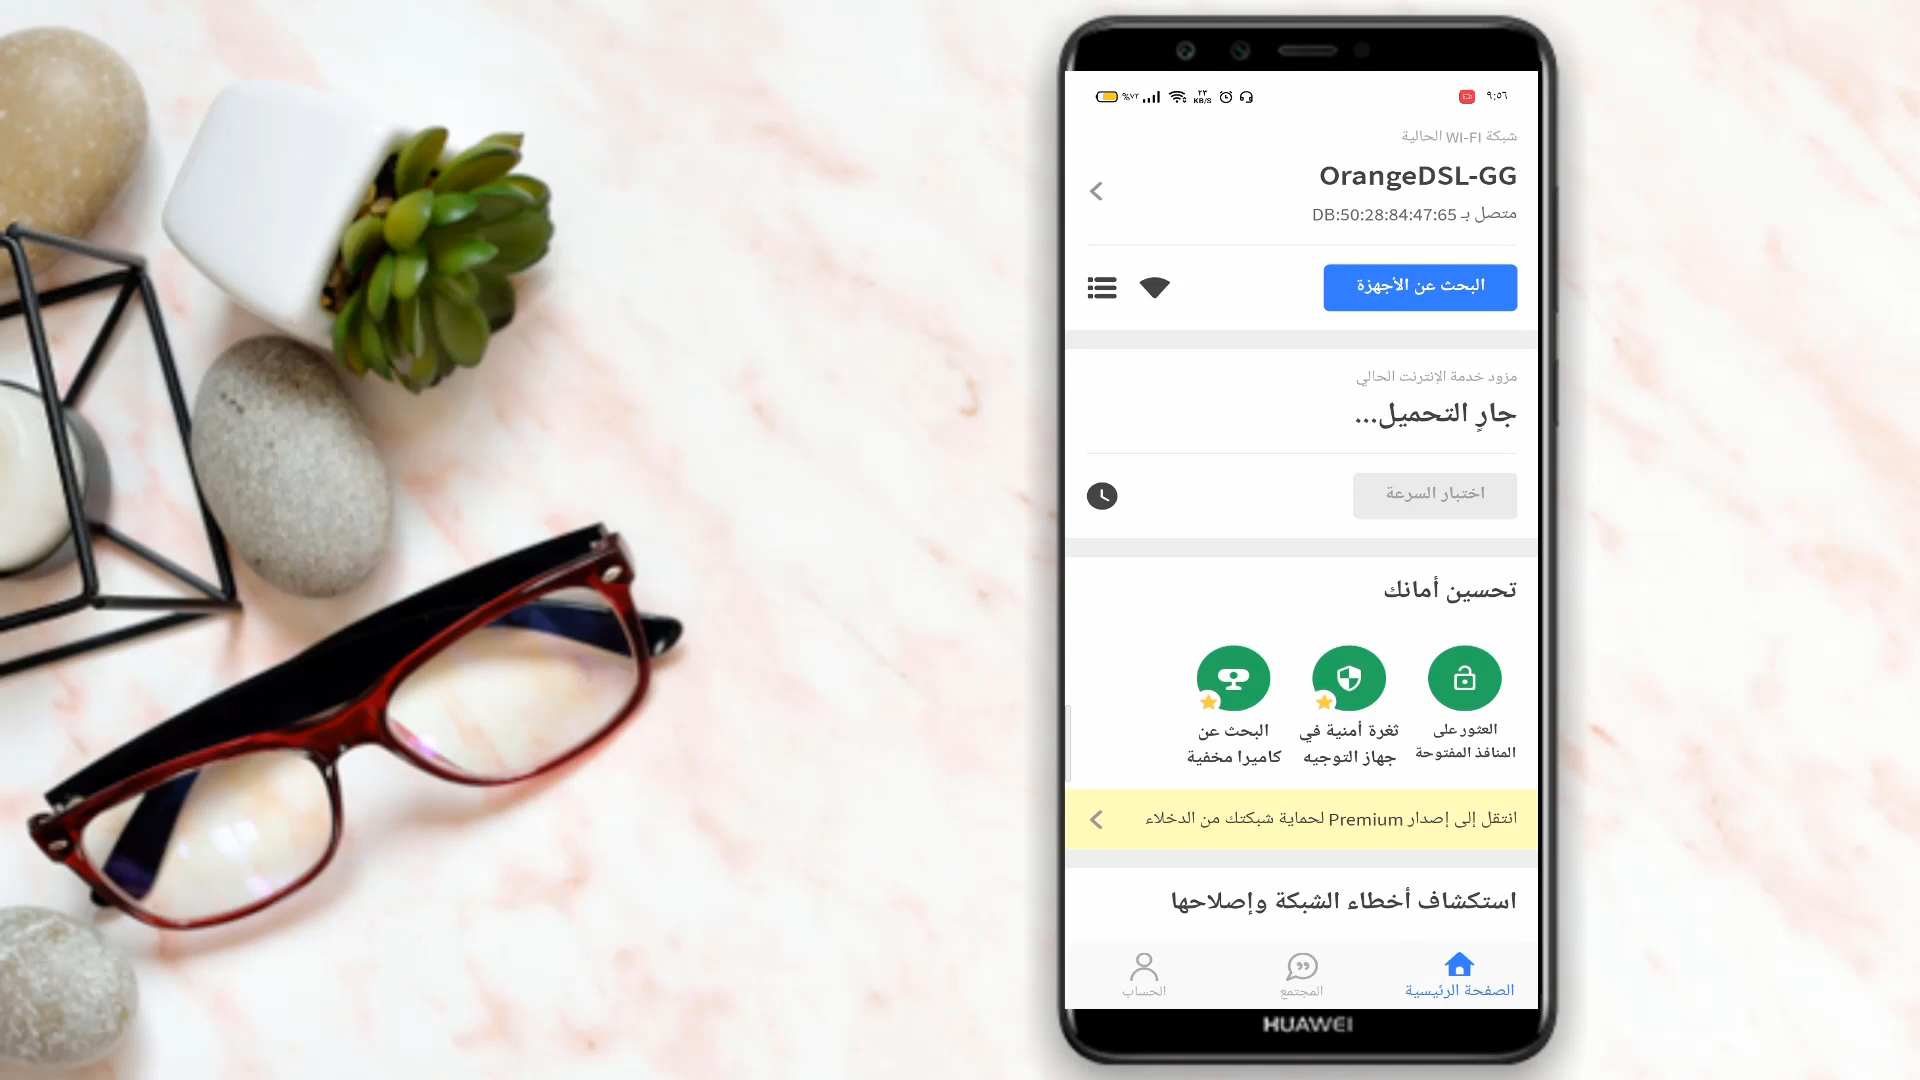 %٧٢ ٢٣ KB/S ٩:٥٦
شبكة WI-FI الحالية
OrangeDSL-GG
متصل بـ DB:50:28:84:47:65
البحث عن الأجهزة
مزود خدمة الإنترنت الحالي
جارٍ التحميل...
اختبار السرعة
تحسين أمانك
العثور على
المنافذ المفتوحة
ثغرة أمنية في
جهاز التوجيه
البحث عن
كاميرا مخفية
انتقل إلى إصدار Premium لحماية شبكتك من الدخلاء
استكشاف أخطاء الشبكة وإصلاحها
الصفحة الرئيسية
المجتمع
الحساب
HUAWEI